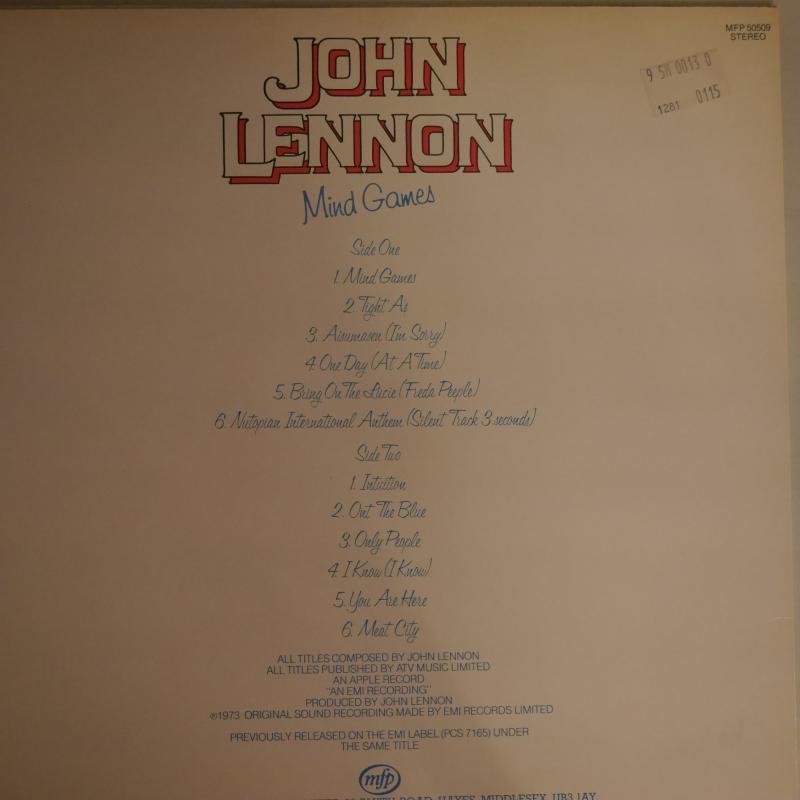 MFP 50509
STEREO
9 SM 0013 0
1281 0115
JOHN
LENNON
Mind Games
Side One
1. Mind Games
2. Tight As
3. Aisumasen (I'm Sorry)
4. One Day (At A Time)
5. Bring On The Lucie (Freda Peeple)
6. Nutopian International Anthem (Silent Track 3 seconds)
Side Two
1. Intuition
2. Out The Blue
3. Only People
4. I Know (I Know)
5. You Are Here
6. Meat City
ALL TITLES COMPOSED BY JOHN LENNON
ALL TITLES PUBLISHED BY ATV MUSIC LIMITED
AN APPLE RECORD
"AN EMI RECORDING"
PRODUCED BY JOHN LENNON
℗1973 ORIGINAL SOUND RECORDING MADE BY EMI RECORDS LIMITED
PREVIOUSLY RELEASED ON THE EMI LABEL (PCS 7165) UNDER
THE SAME TITLE
mfp
ROAD, HAYES, MIDDLESEX, UB3 1AY